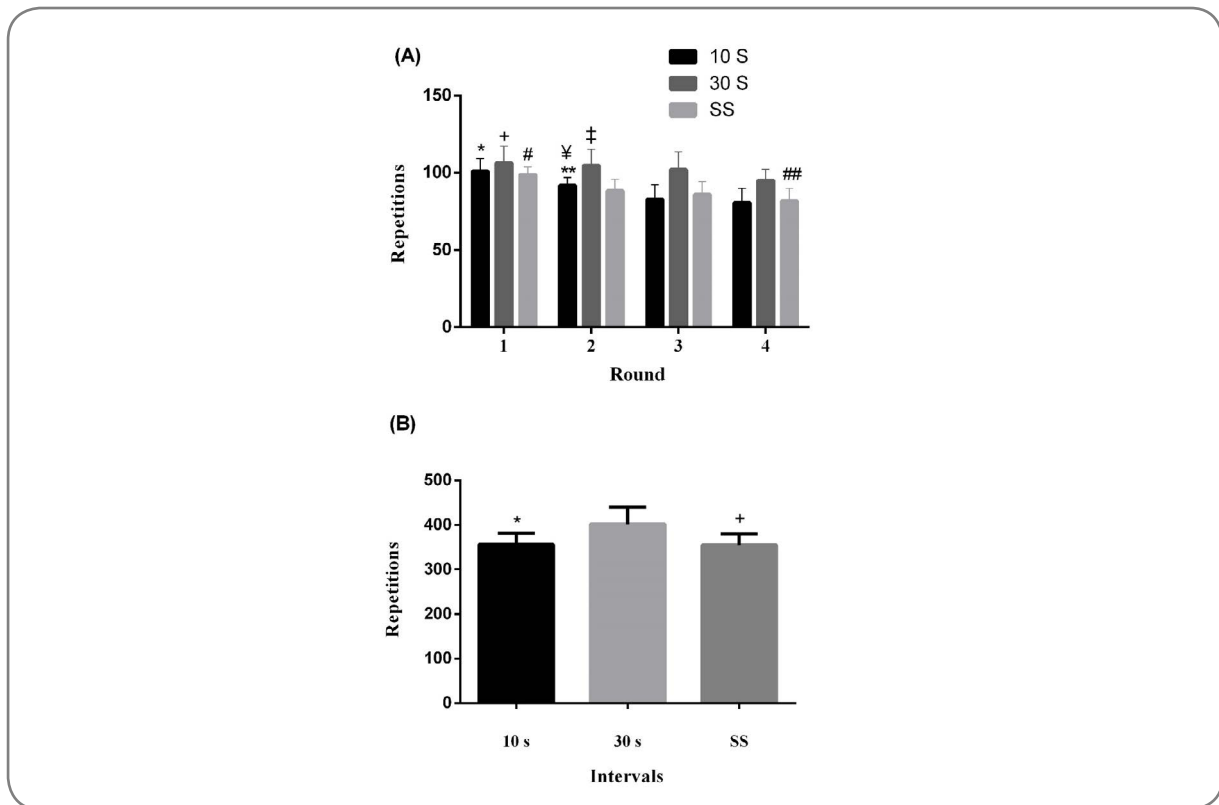 (A)
10 S
30 S
SS
150
100
50
0
Repetitions
* + #
¥
** ‡
##
1 2 3 4
Round
(B)
500
400
300
200
100
0
Repetitions
* +
10 s 30 s SS
Intervals